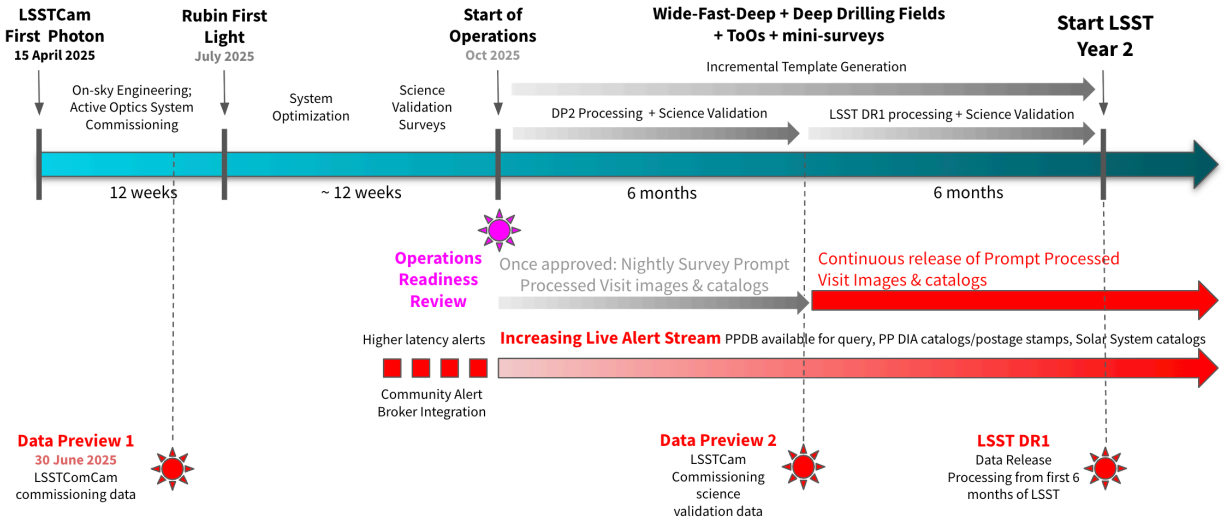 LSSTCam
First Photon
15 April 2025
Rubin First
Light
July 2025
Start of
Operations
Oct 2025
Wide-Fast-Deep + Deep Drilling Fields
+ ToOs + mini-surveys
Start LSST
Year 2
Incremental Template Generation
On-sky Engineering;
Active Optics System
Commissioning
System
Optimization
Science
Validation
Surveys
DP2 Processing + Science Validation
LSST DR1 processing + Science Validation
12 weeks
~ 12 weeks
6 months
6 months
Operations
Readiness
Review
Once approved: Nightly Survey Prompt
Processed Visit images & catalogs
Continuous release of Prompt Processed
Visit Images & catalogs
Higher latency alerts
Increasing Live Alert Stream PPDB available for query, PP DIA catalogs/postage stamps, Solar System catalogs
Community Alert
Broker Integration
Data Preview 1
30 June 2025
LSSTComCam
commissioning data
Data Preview 2
LSSTCam
Commissioning
science
validation data
LSST DR1
Data Release
Processing from first 6
months of LSST